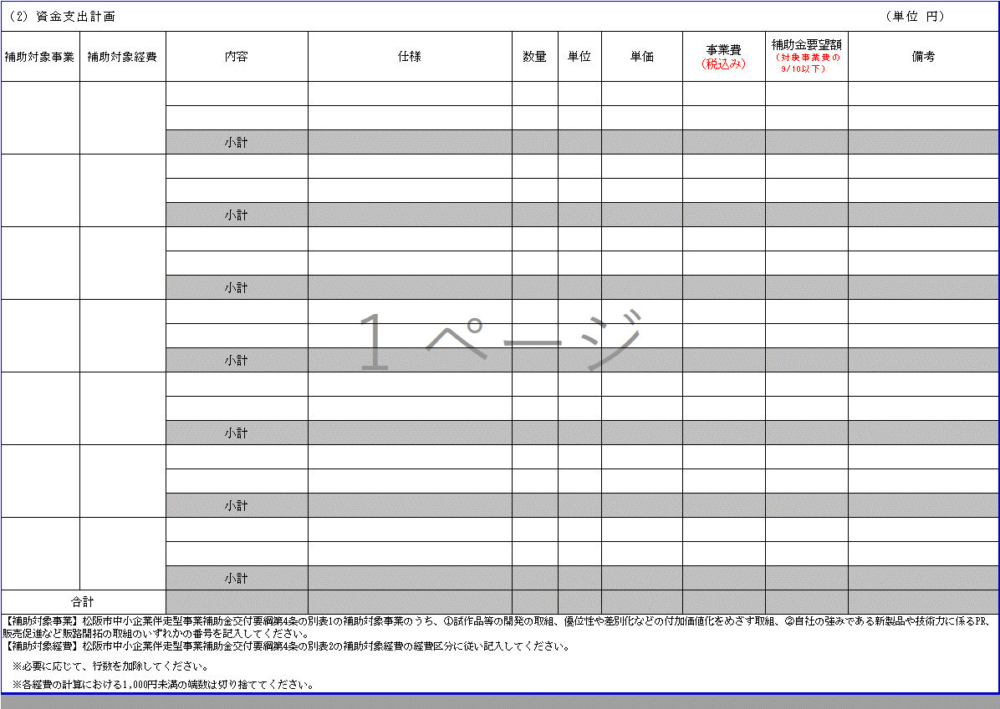 （2）資金支出計画
（単位 円）
補助対象事業 補助対象経費 内容 仕様 数量 単位 単価 事業費 （税込み） 補助金要望額 （対象事業費の 9/10以下） 備考
小計
小計
小計
1 ページ
小計
小計
小計
小計
合計
【補助対象事業】松阪市中小企業伴走型事業補助金交付要綱第4条の別表1の補助対象事業のうち、①試作品等の開発の取組、優位性や差別化などの付加価値化をめざす取組、②自社の強みである新製品や技術力に係るPR、
販売促進など販路開拓の取組のいずれかの番号を記入してください。
【補助対象経費】松阪市中小企業伴走型事業補助金交付要綱第4条の別表2の補助対象経費の経費区分に従い記入してください。
※必要に応じて、行数を加除してください。
※各経費の計算における1,000円未満の端数は切り捨ててください。